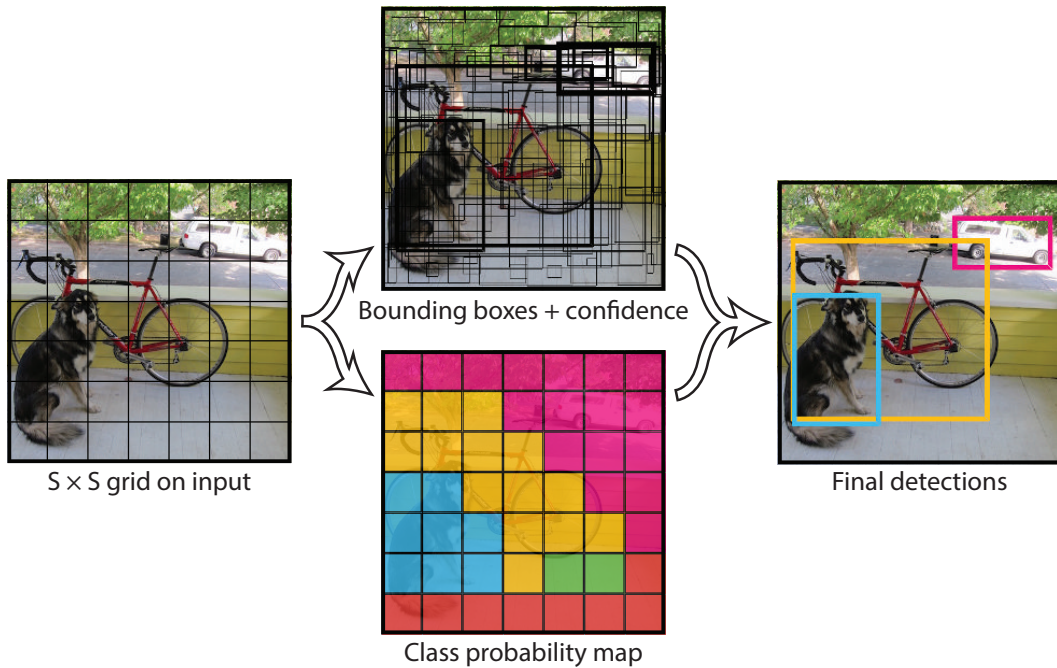 S × S grid on input
Bounding boxes + confidence
Class probability map
Final detections